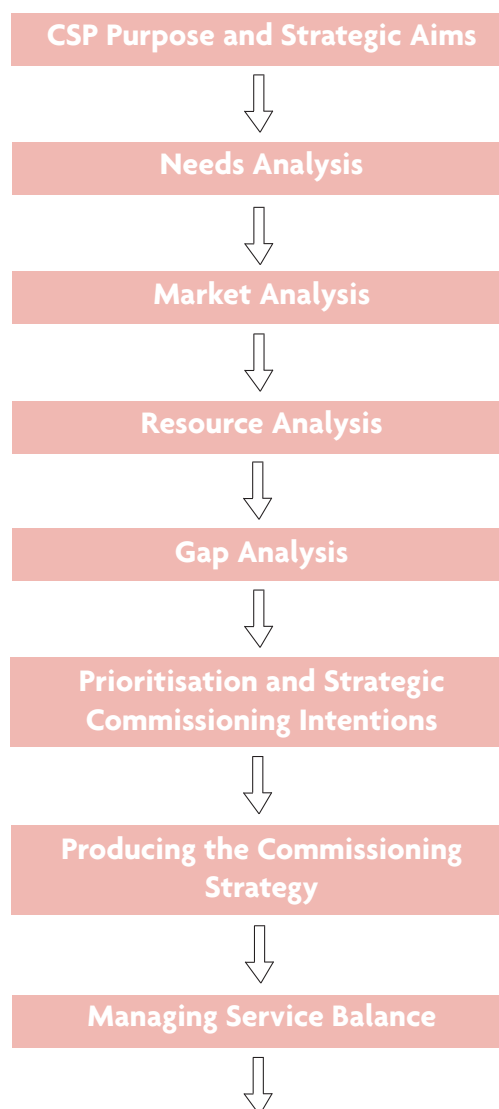 CSP Purpose and Strategic Aims
Needs Analysis
Market Analysis
Resource Analysis
Gap Analysis
Prioritisation and Strategic
Commissioning Intentions
Producing the Commissioning
Strategy
Managing Service Balance